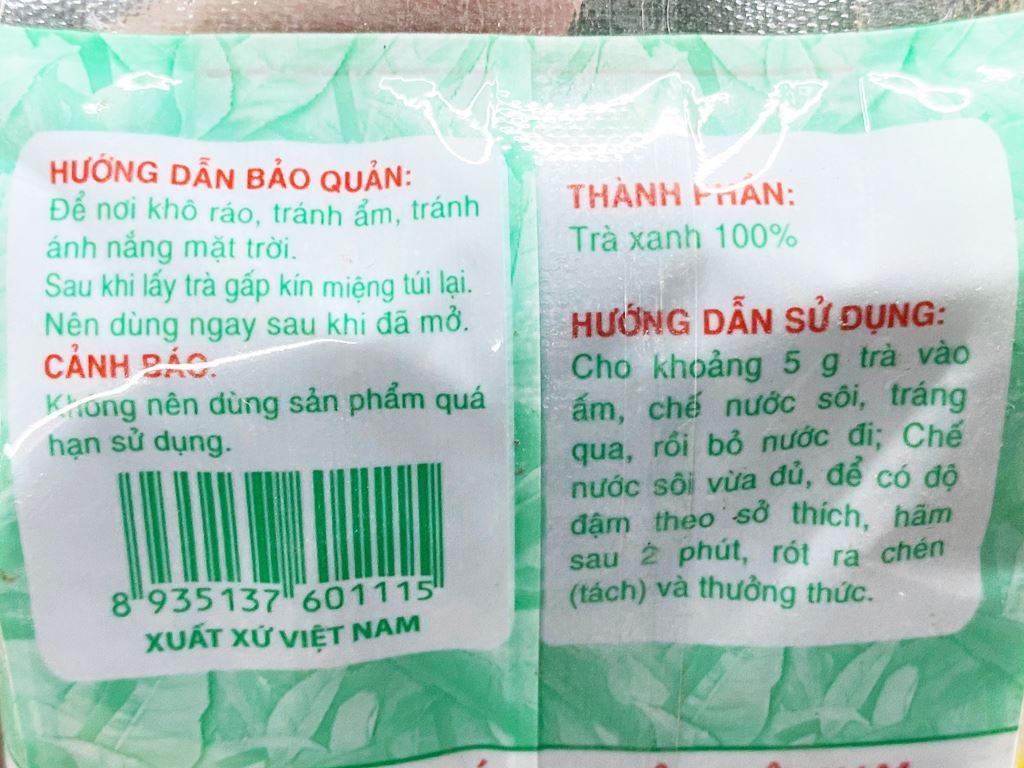 HƯỚNG DẪN BẢO QUẢN:
Để nơi khô ráo, tránh ẩm, tránh
ánh nắng mặt trời.
Sau khi lấy trà gấp kín miệng túi lại.
Nên dùng ngay sau khi đã mở.
CẢNH BÁO:
Không nên dùng sản phẩm quá
hạn sử dụng.
8 935137 601115
XUẤT XỨ VIỆT NAM
THÀNH PHẦN:
Trà xanh 100%
HƯỚNG DẪN SỬ DỤNG:
Cho khoảng 5 g trà vào
ấm, chế nước sôi, tráng
qua, rồi bỏ nước đi; Chế
nước sôi vừa đủ, để có độ
đậm theo sở thích, hãm
sau 2 phút, rót ra chén
(tách) và thưởng thức.